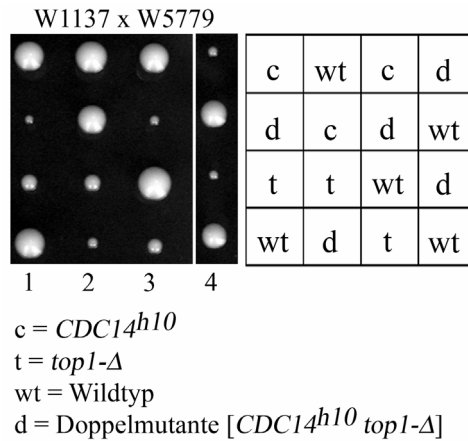 W1137 x W5779
c wt c d
d c d wt
t t wt d
wt d t wt
1 2 3 4
c = CDC14h10
t = top1-Δ
wt = Wildtyp
d = Doppelmutante [CDC14h10 top1-Δ]